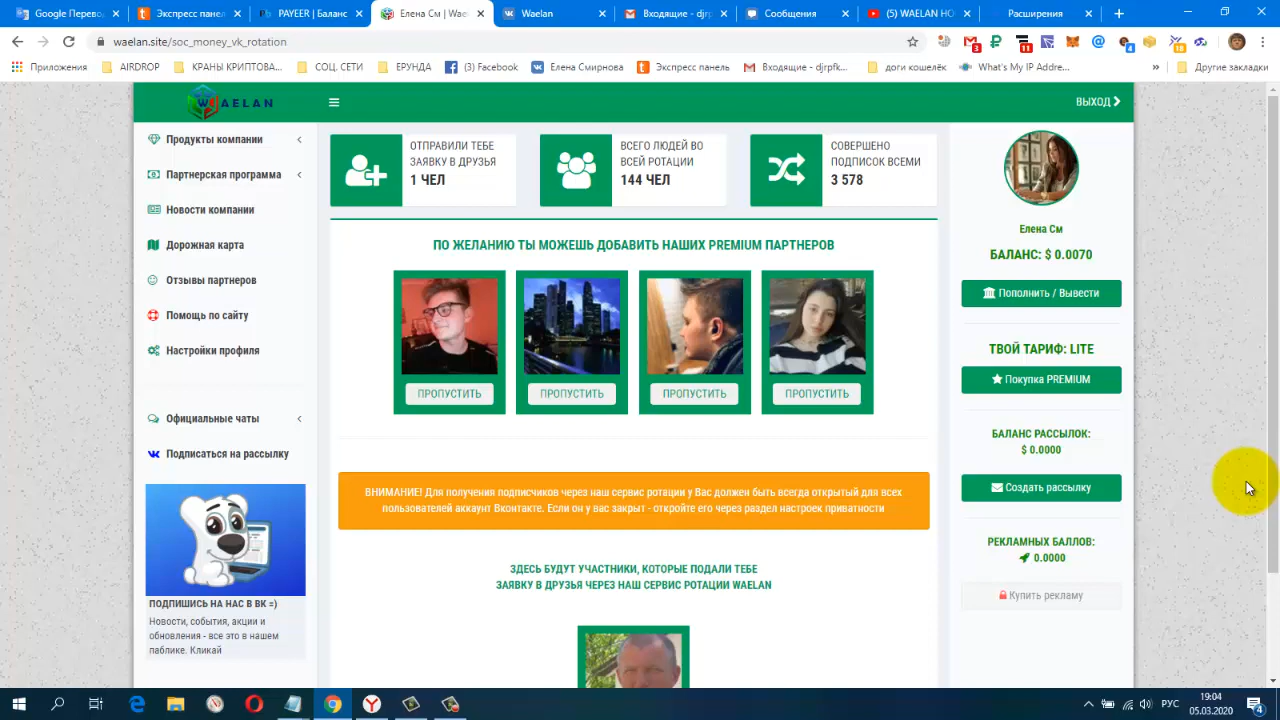 Google Перев
Экспресс панел
PAYEER | Баланс
Елена См | Wae
Waelan
Входящие - djrp
Сообщения
(5) WAELAN НО
Расширения
waelan.site/soc_money_vk_rotation
Приложения
AIRDROP
КРАНЫ КРИПТОВА...
СОЦ. СЕТИ
ЕРУНДА
(3) Facebook
Елена Смирнова
Экспресс панель
Входящие - djrpfk...
доги кошелёк
What's My IP Addre...
»
Другие закладки
WAELAN
ВЫХОД
Продукты компании
Партнерская программа
Новости компании
Дорожная карта
Отзывы партнеров
Помощь по сайту
Настройки профиля
Официальные чаты
Подписаться на рассылку
ПОДПИШИСЬ НА НАС В ВК =)
Новости, события, акции и
обновления - все это в нашем
паблике. Кликай
ОТПРАВИЛИ ТЕБЕ
ЗАЯВКУ В ДРУЗЬЯ
1 ЧЕЛ
ВСЕГО ЛЮДЕЙ ВО
ВСЕЙ РОТАЦИИ
144 ЧЕЛ
СОВЕРШЕНО
ПОДПИСОК ВСЕМИ
3 578
ПО ЖЕЛАНИЮ ТЫ МОЖЕШЬ ДОБАВИТЬ НАШИХ PREMIUM ПАРТНЕРОВ
ПРОПУСТИТЬ
ПРОПУСТИТЬ
ПРОПУСТИТЬ
ПРОПУСТИТЬ
ВНИМАНИЕ! Для получения подписчиков через наш сервис ротации у Вас должен быть всегда открытый для всех
пользователей аккаунт Вконтакте. Если он у вас закрыт - откройте его через раздел настроек приватности
ЗДЕСЬ БУДУТ УЧАСТНИКИ, КОТОРЫЕ ПОДАЛИ ТЕБЕ
ЗАЯВКУ В ДРУЗЬЯ ЧЕРЕЗ НАШ СЕРВИС РОТАЦИИ WAELAN
Елена См
БАЛАНС: $ 0.0070
Пополнить / Вывести
ТВОЙ ТАРИФ: LITE
Покупка PREMIUM
БАЛАНС РАССЫЛОК:
$ 0.0000
Создать рассылку
РЕКЛАМНЫХ БАЛЛОВ:
0.0000
Купить рекламу
РУС
19:04
05.03.2020